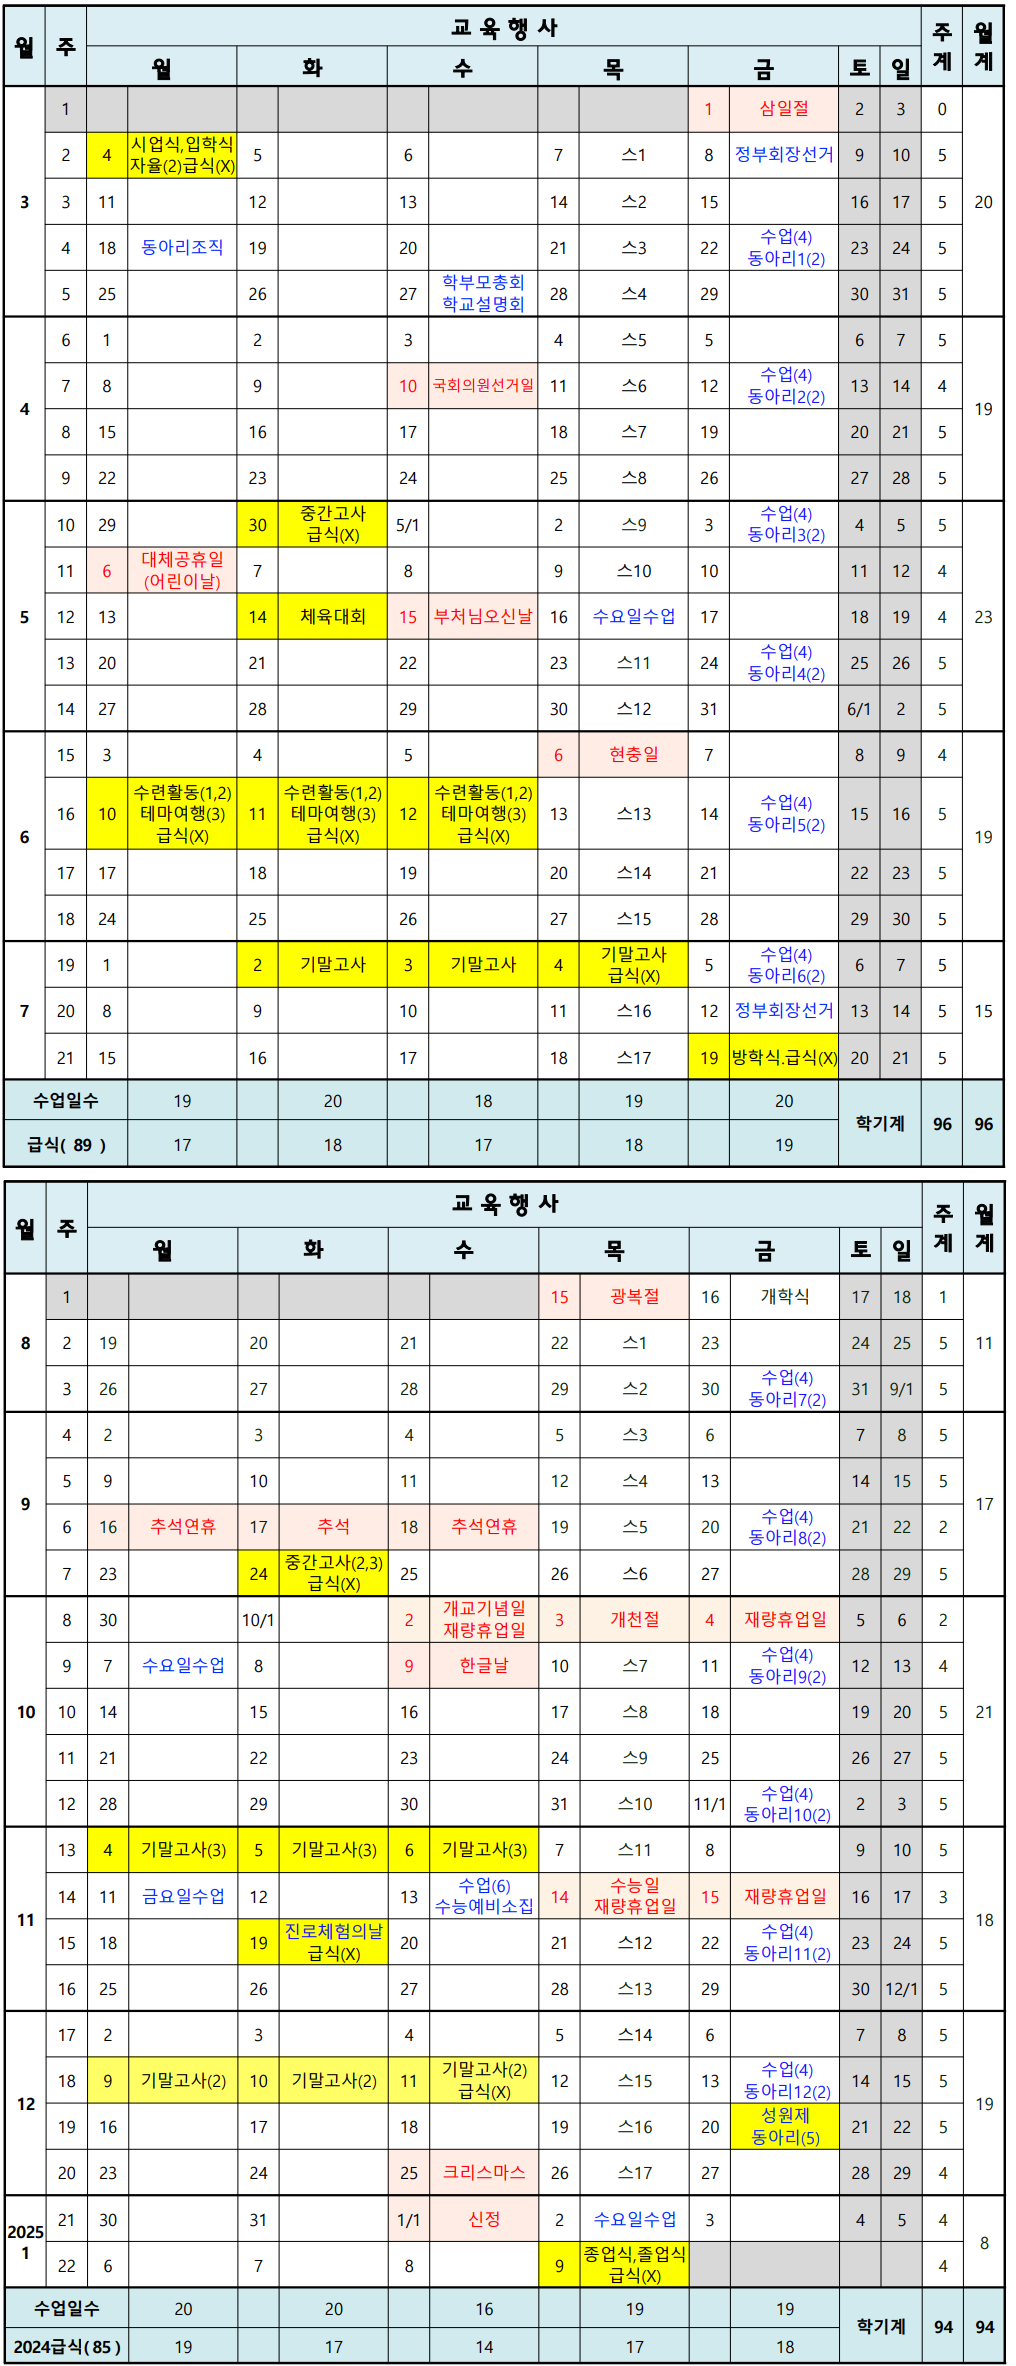 월 주 교 육 행 사 주계 월계
월 화 수 목 금 토 일
3 1 1 삼일절 2 3 0 20
2 4 시업식,입학식 5 6 7 스1 8 정부회장선거 9 10 5
자율(2)급식(X)
3 11 12 13 14 스2 15 16 17 5
4 18 동아리조직 19 20 21 스3 22 수업(4) 23 24 5
동아리1(2)
5 25 26 27 학부모총회 28 스4 29 30 31 5
학교설명회
4 6 1 2 3 4 스5 5 6 7 5 19
7 8 9 10 국회의원선거일 11 스6 12 수업(4) 13 14 4
동아리2(2)
8 15 16 17 18 스7 19 20 21 5
9 22 23 24 25 스8 26 27 28 5
5 10 29 30 중간고사 5/1 2 스9 3 수업(4) 4 5 5 23
급식(X) 동아리3(2)
11 6 대체공휴일 7 8 9 스10 10 11 12 4
(어린이날)
12 13 14 체육대회 15 부처님오신날 16 수요일수업 17 18 19 4
13 20 21 22 23 스11 24 수업(4) 25 26 5
동아리4(2)
14 27 28 29 30 스12 31 6/1 2 5
6 15 3 4 5 6 현충일 7 8 9 4 19
16 10 수련활동(1,2) 11 수련활동(1,2) 12 수련활동(1,2) 13 스13 14 수업(4) 15 16 5
테마여행(3) 테마여행(3) 테마여행(3) 동아리5(2)
급식(X) 급식(X) 급식(X)
17 17 18 19 20 스14 21 22 23 5
18 24 25 26 27 스15 28 29 30 5
7 19 1 2 기말고사 3 기말고사 4 기말고사 5 수업(4) 6 7 5 15
급식(X) 동아리6(2)
20 8 9 10 11 스16 12 정부회장선거 13 14 5
21 15 16 17 18 스17 19 방학식.급식(X) 20 21 5
수업일수 19 20 18 19 20 학기계 96 96
급식( 89 ) 17 18 17 18 19
월 주 교 육 행 사 주계 월계
월 화 수 목 금 토 일
8 1 15 광복절 16 개학식 17 18 1 11
2 19 20 21 22 스1 23 24 25 5
3 26 27 28 29 스2 30 수업(4) 31 9/1 5
동아리7(2)
9 4 2 3 4 5 스3 6 7 8 5 17
5 9 10 11 12 스4 13 14 15 5
6 16 추석연휴 17 추석 18 추석연휴 19 스5 20 수업(4) 21 22 2
동아리8(2)
7 23 24 중간고사(2,3) 25 26 스6 27 28 29 5
급식(X)
10 8 30 10/1 2 개교기념일 3 개천절 4 재량휴업일 5 6 2 21
재량휴업일
9 7 수요일수업 8 9 한글날 10 스7 11 수업(4) 12 13 4
동아리9(2)
10 14 15 16 17 스8 18 19 20 5
11 21 22 23 24 스9 25 26 27 5
12 28 29 30 31 스10 11/1 수업(4) 2 3 5
동아리10(2)
11 13 4 기말고사(3) 5 기말고사(3) 6 기말고사(3) 7 스11 8 9 10 5 18
14 11 금요일수업 12 13 수업(6) 14 수능일 15 재량휴업일 16 17 3
수능예비소집 재량휴업일
15 18 19 진로체험의날 20 21 스12 22 수업(4) 23 24 5
급식(X) 동아리11(2)
16 25 26 27 28 스13 29 30 12/1 5
12 17 2 3 4 5 스14 6 7 8 5 19
18 9 기말고사(2) 10 기말고사(2) 11 기말고사(2) 12 스15 13 수업(4) 14 15 5
급식(X) 동아리12(2)
19 16 17 18 19 스16 20 성원제 21 22 5
동아리(5)
20 23 24 25 크리스마스 26 스17 27 28 29 4
2025 1 21 30 31 1/1 신정 2 수요일수업 3 4 5 4 8
22 6 7 8 9 종업식,졸업식 4
급식(X)
수업일수 20 20 16 19 19 학기계 94 94
2024급식( 85 ) 19 17 14 17 18